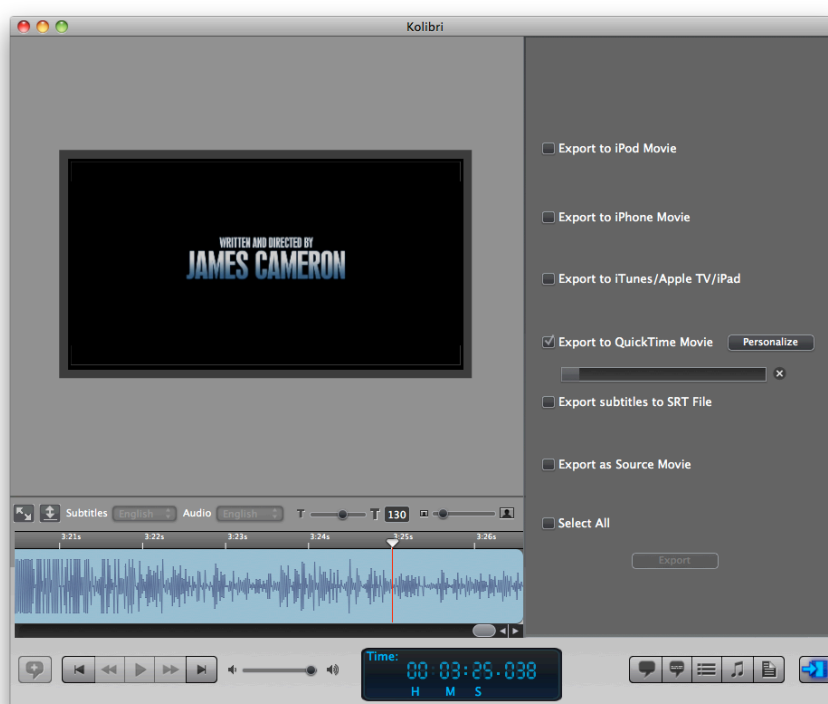 Kolibri
WRITTEN AND DIRECTED BY
JAMES CAMERON
Export to iPod Movie
Export to iPhone Movie
Export to iTunes/Apple TV/iPad
Export to QuickTime Movie Personalize
Export subtitles to SRT File
Export as Source Movie
Select All
Export
Subtitles English Audio English T T 130
3:21s 3:22s 3:23s 3:24s 3:25s 3:26s
Time:
00:03:25.038
H M S